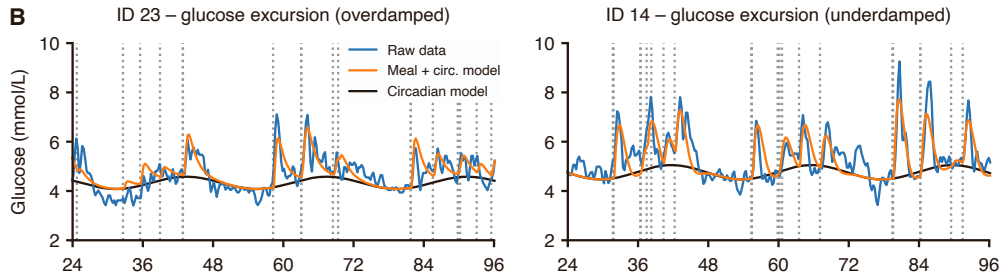 B
ID 23 – glucose excursion (overdamped)
ID 14 – glucose excursion (underdamped)
Glucose (mmol/L)
10
8
6
4
2
24 36 48 60 72 84 96
Raw data
Meal + circ. model
Circadian model
10
8
6
4
2
24 36 48 60 72 84 96